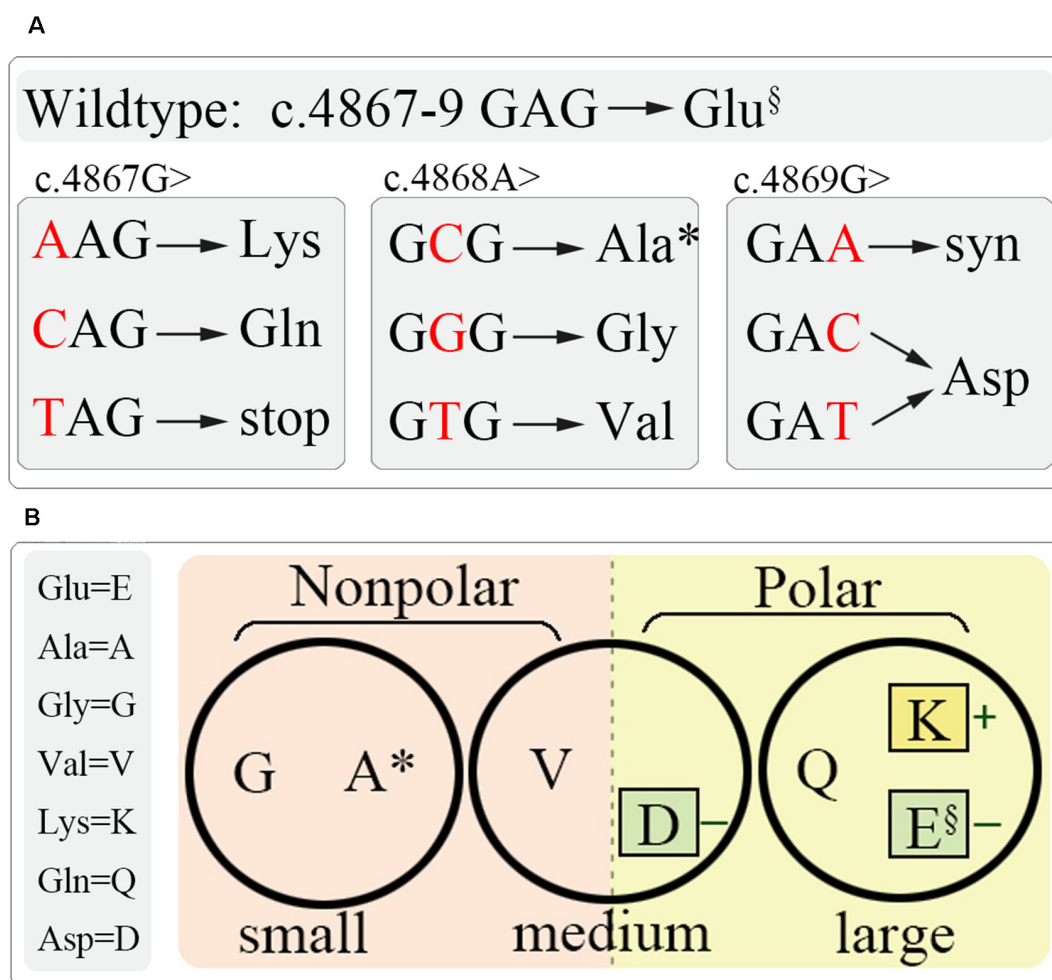 A
Wildtype: c.4867-9 GAG→Glu§
c.4867G> c.4868A> c.4869G>
AAG→Lys GCG→Ala* GAA→syn
CAG→Gln GGG→Gly GAC
Asp
TAG→stop GTG→Val GAT
B
Glu=E
Ala=A
Gly=G
Val=V
Lys=K
Gln=Q
Asp=D
Nonpolar Polar
K +
G A* V Q
D − E§ −
small medium large